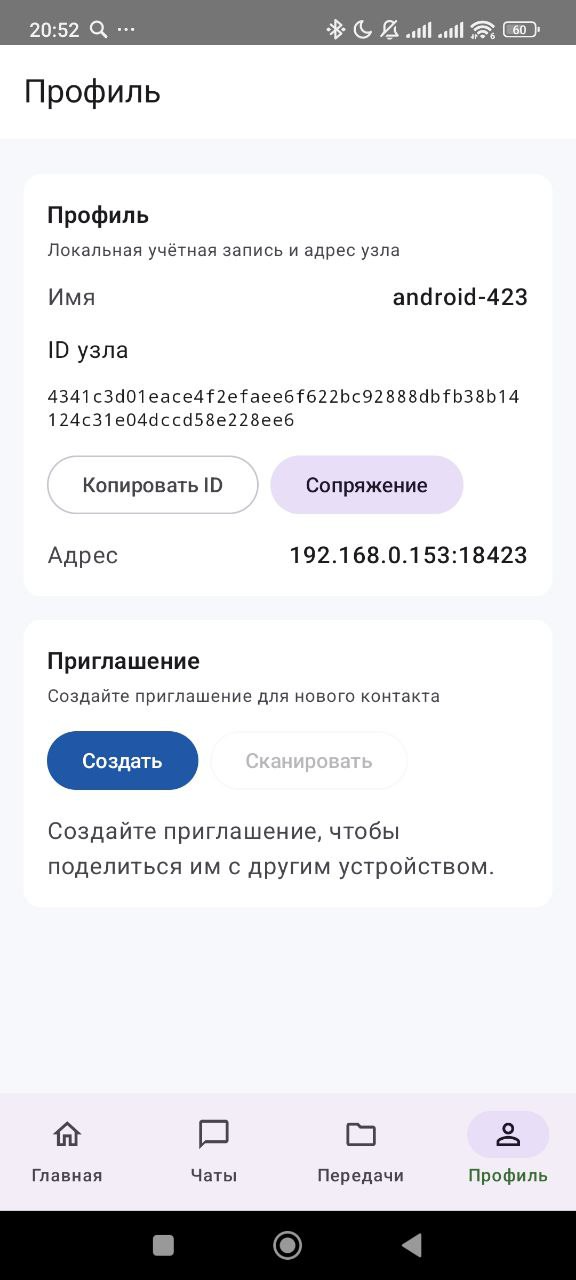 20:52
60
Профиль
Профиль
Локальная учётная запись и адрес узла
Имя android-423
ID узла
4341c3d01eace4f2efaee6f622bc92888dbfb38b14
124c31e04dccd58e228ee6
Копировать ID Сопряжение
Адрес 192.168.0.153:18423
Приглашение
Создайте приглашение для нового контакта
Создать Сканировать
Создайте приглашение, чтобы
поделиться им с другим устройством.
Главная Чаты Передачи Профиль